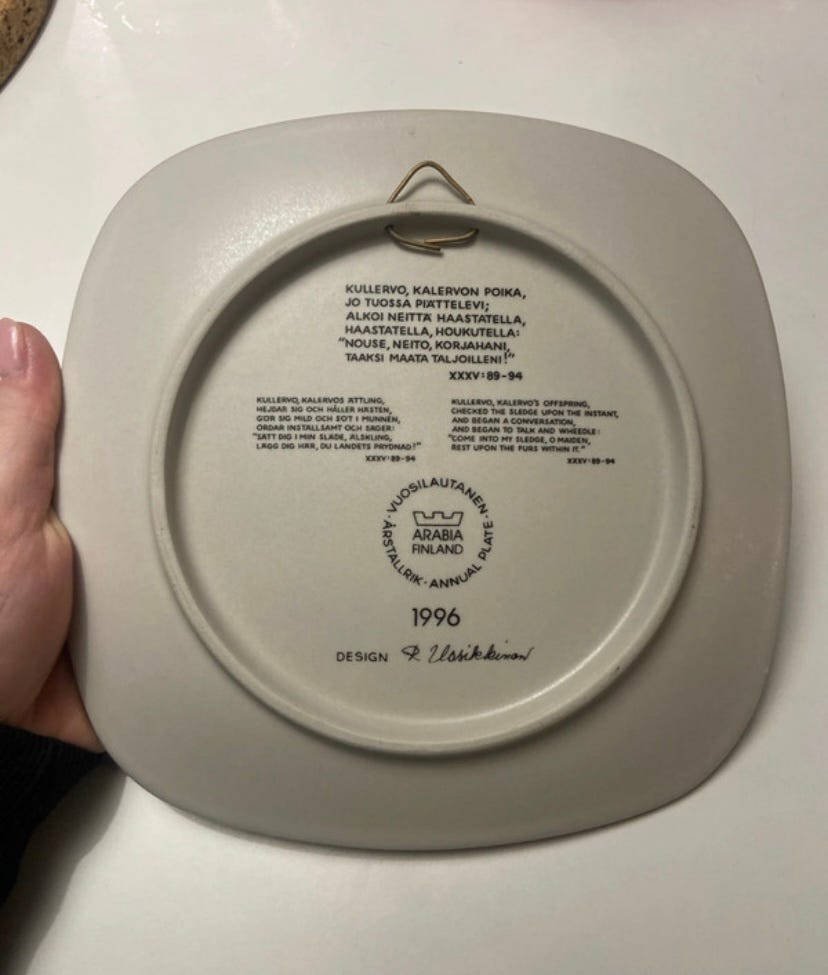 KULLERVO, KALERVON POIKA,
JO TUOSSA PIÄTTELEVI;
ALKOI NEITTÄ HAASTATELLA,
HAASTATELLA, HOUKUTELLA:
"NOUSE, NEITO, KORJAHANI,
TAAKSI MAATA TALJOILLENI!"
XXXV:89-94
KULLERVO, KALERVOS ÄTTLING,
HEJDAR SIG OCH HÅLLER HÄSTEN,
GÖR SIG MILD OCH SÖT I MUNNEN,
ORDAR INSTÄLLSAMT OCH SÄGER:
"SÄTT DIG I MIN SLÄDE, ÄLSKLING,
LÄGG DIG HÄR, DU LANDETS PRYDNAD!"
XXXV:89-94
KULLERVO, KALERVO'S OFFSPRING,
CHECKED THE SLEDGE UPON THE INSTANT,
AND BEGAN A CONVERSATION,
AND BEGAN TO TALK AND WHEEDLE:
"COME INTO MY SLEDGE, O MAIDEN,
REST UPON THE FURS WITHIN IT."
XXXV:89-94
·VUOSILAUTANEN·
ARABIA
FINLAND
ÅRSTALLRIK·ANNUAL PLATE
1996
DESIGN R. Uosikkinen